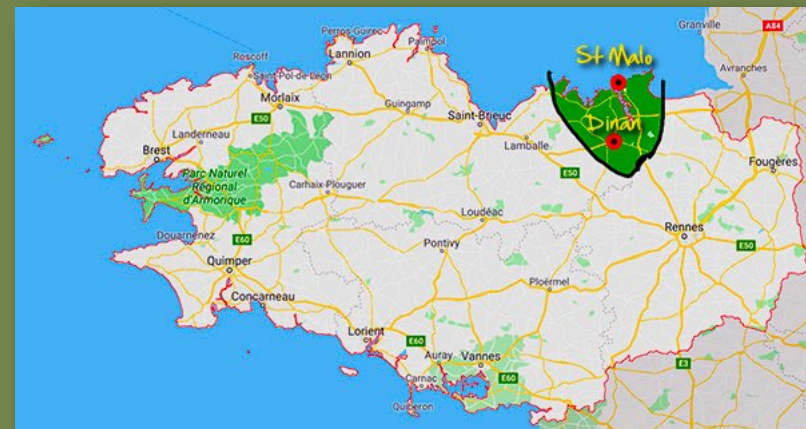 Granville
A84
Perros-Guirec
Roscoff
Lannion
Paimpol
St Malo
Avranches
Saint-Pol de Léon
Morlaix
Guingamp
Saint-Brieuc
E50
Landerneau
Dinan
Lamballe
Brest
Fougères
E50
Parc Naturel
Régional
d'Armorique
Carhaix-Plouguer
Loudéac
Rennes
Douarnenez
E60
Pontivy
E50
Quimper
Ploërmel
Concarneau
Lorient
E60
Auray
Vannes
E3
Carnac
E60
Quiberon